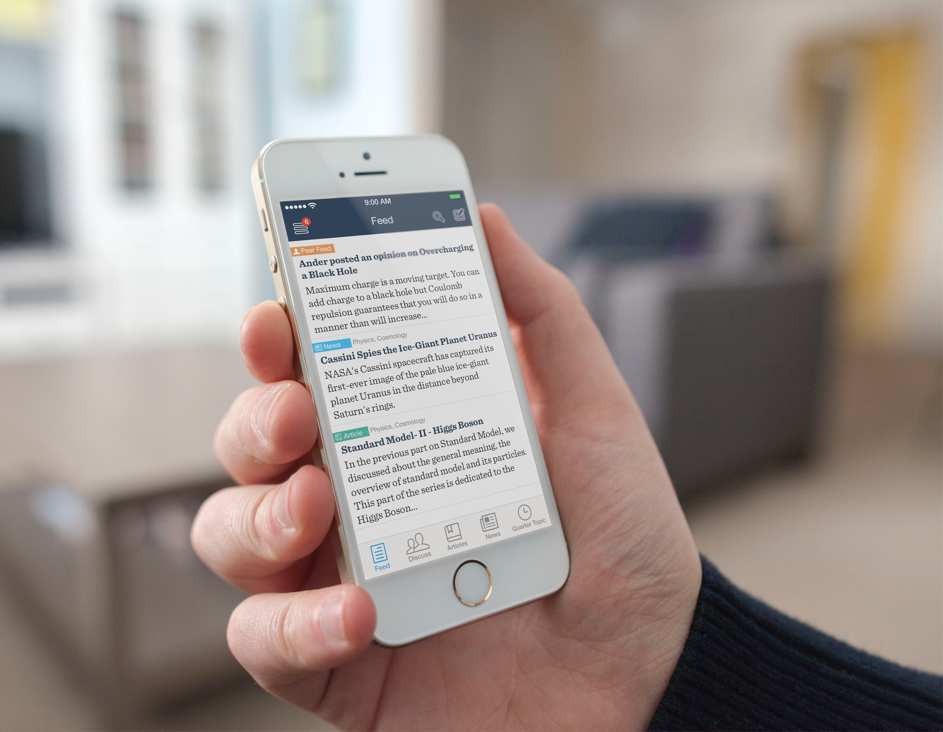 9:00 AM
6
Feed
Peer Feed
Ander posted an opinion on Overcharging
a Black Hole
Maximum charge is a moving target. You can
add charge to a black hole but Coulomb
repulsion guarantees that you will do so in a
manner than will increase...
News Physics, Cosmology
Cassini Spies the Ice-Giant Planet Uranus
NASA's Cassini spacecraft has captured its
first-ever image of the pale blue ice-giant
planet Uranus in the distance beyond
Saturn's rings.
Article Physics, Cosmology
Standard Model- II - Higgs Boson
In the previous part on Standard Model, we
discussed about the general meaning, the
overview of standard model and its particles.
This part of the series is dedicated to the
Higgs Boson...
Feed Discuss Articles News Quarter Topic